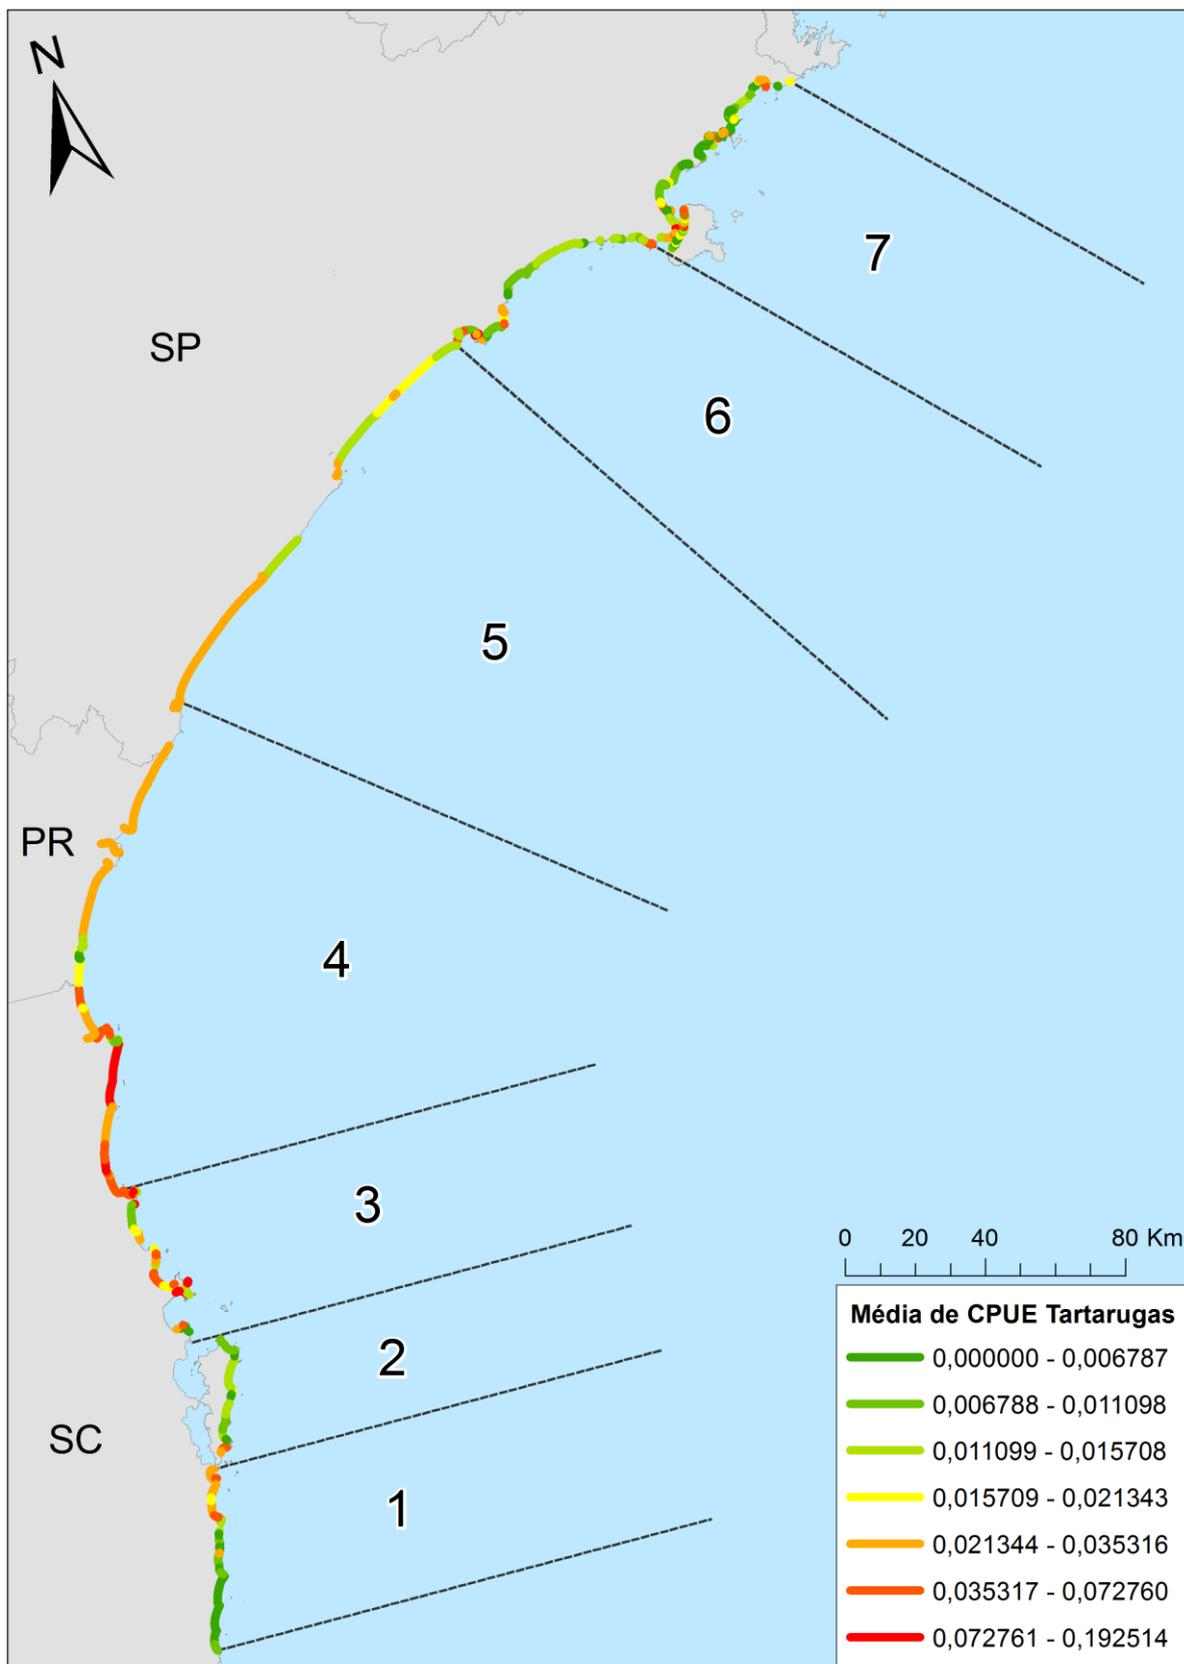 N
7
SP
6
5
PR
4
3
0 20 40 80 Km
2
SC
1
Média de CPUE Tartarugas
0,000000 - 0,006787
0,006788 - 0,011098
0,011099 - 0,015708
0,015709 - 0,021343
0,021344 - 0,035316
0,035317 - 0,072760
0,072761 - 0,192514